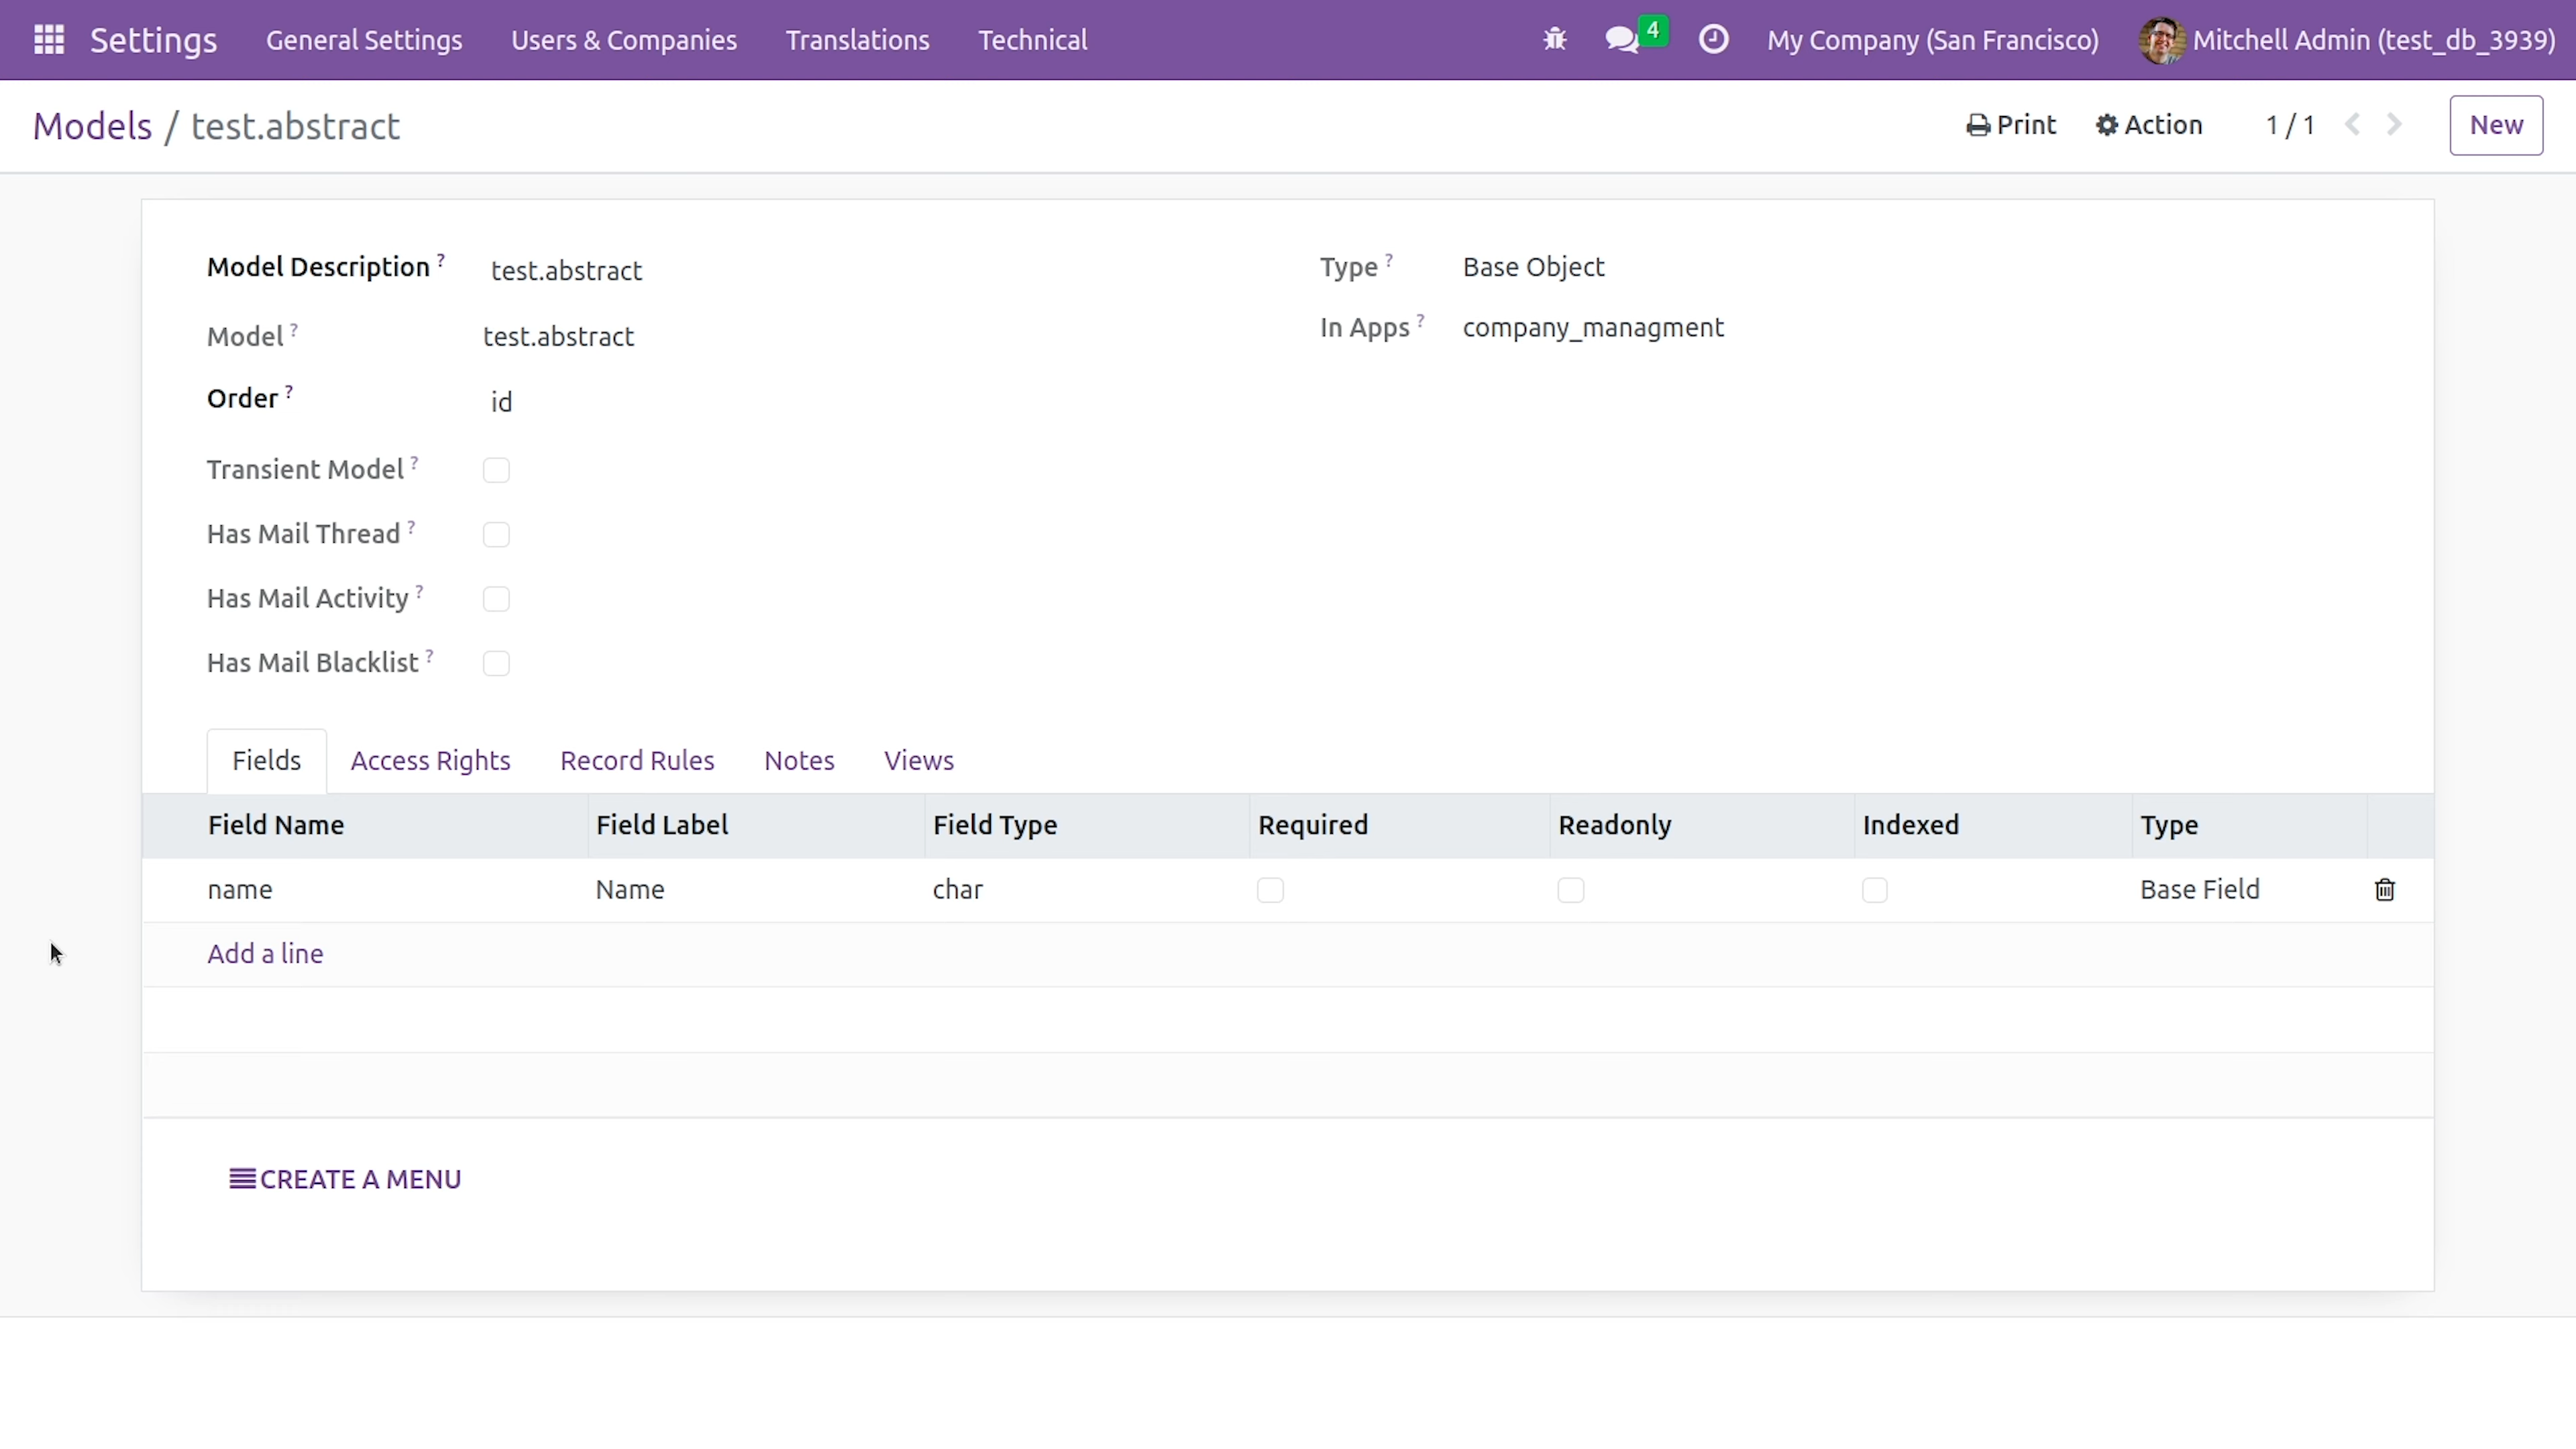 Settings General Settings Users & Companies Translations Technical 4 My Company (San Francisco) Mitchell Admin (test_db_3939)
Models / test.abstract Print Action 1 / 1 New
Model Description ? test.abstract
Type ? Base Object
Model ? test.abstract
In Apps ? company_managment
Order ? id
Transient Model ?
Has Mail Thread ?
Has Mail Activity ?
Has Mail Blacklist ?
Fields Access Rights Record Rules Notes Views
Field Name Field Label Field Type Required Readonly Indexed Type
name Name char Base Field
Add a line
CREATE A MENU